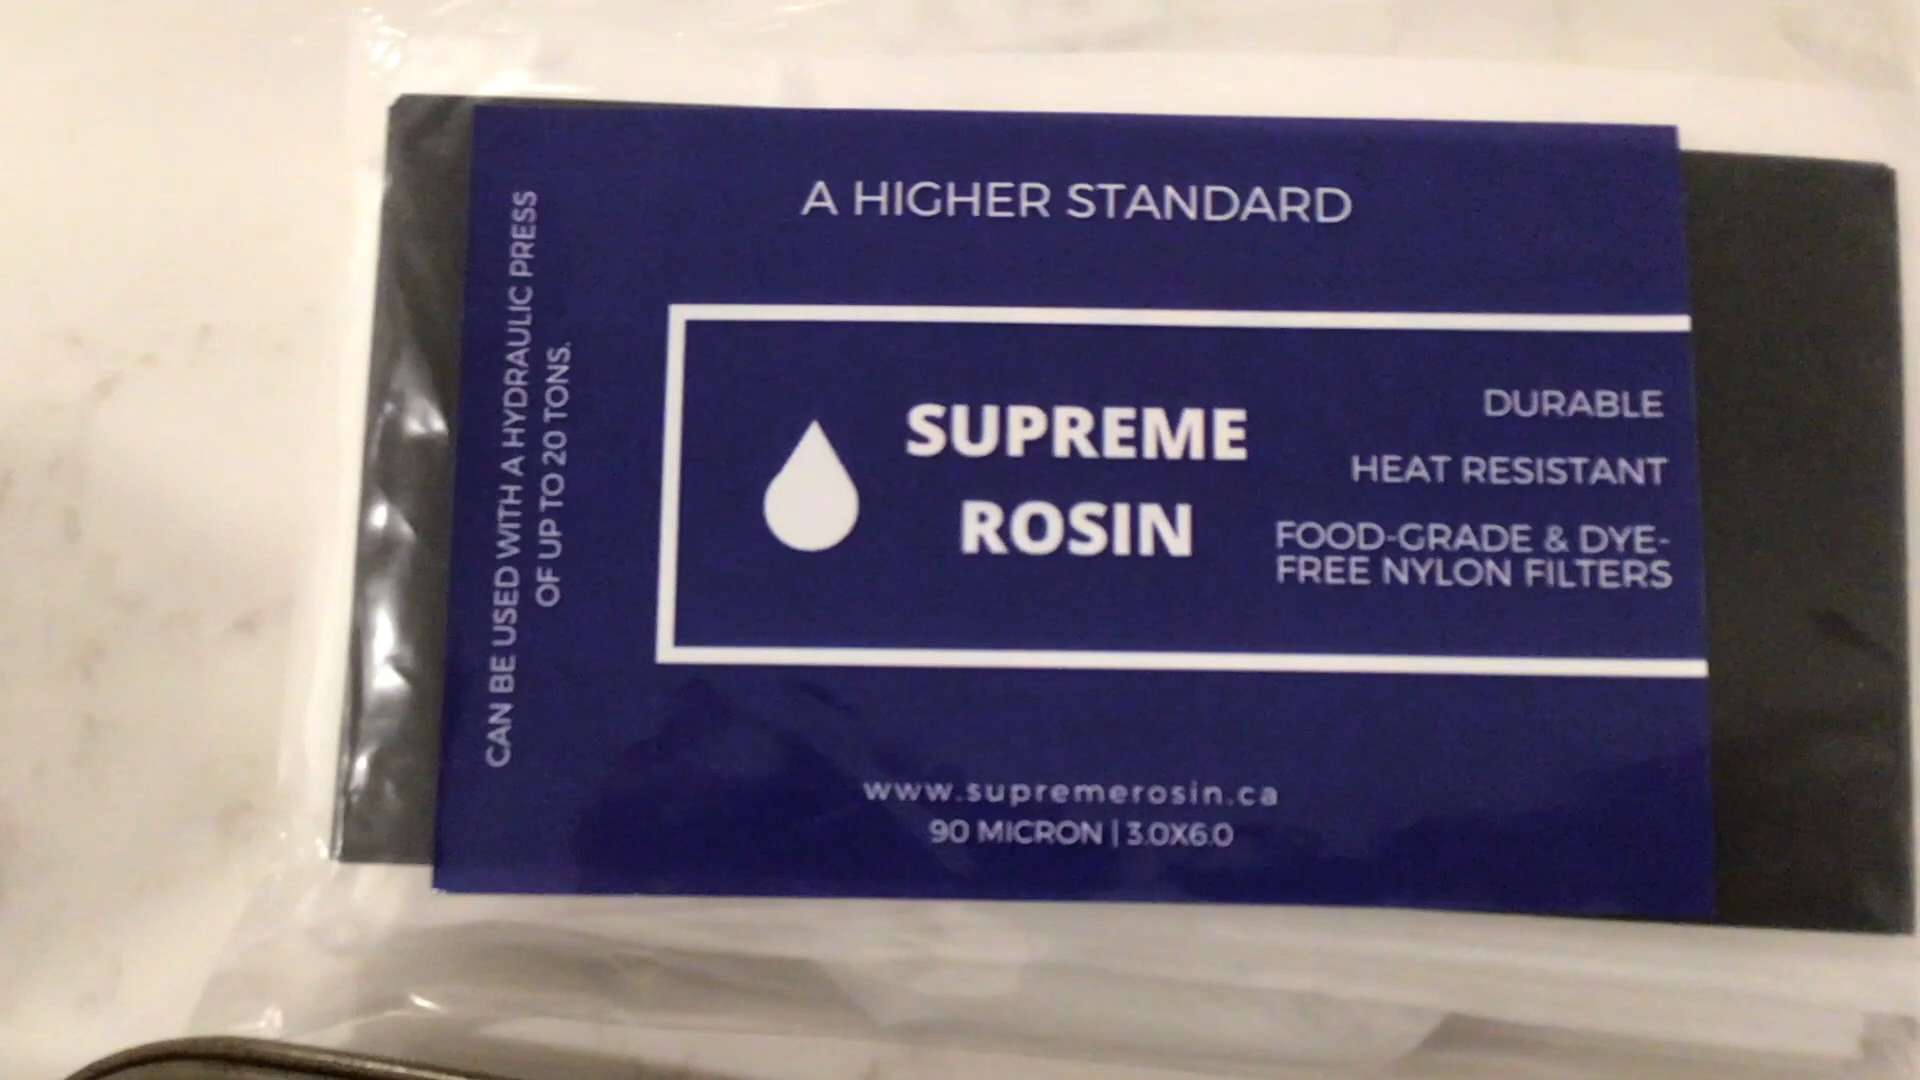 A HIGHER STANDARD
CAN BE USED WITH A HYDRAULIC PRESS
OF UP TO 20 TONS.
SUPREME
ROSIN
DURABLE
HEAT RESISTANT
FOOD-GRADE & DYE-
FREE NYLON FILTERS
www.supremerosin.ca
90 MICRON | 3.0X6.0